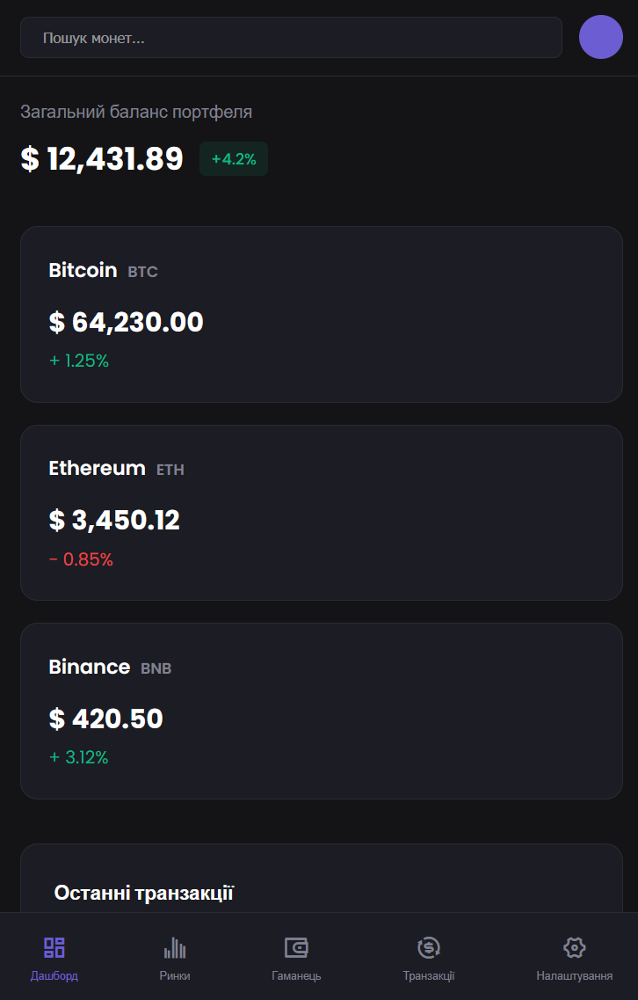 Пошук монет...
Загальний баланс портфеля
$ 12,431.89 +4.2%
Bitcoin BTC
$ 64,230.00
+ 1.25%
Ethereum ETH
$ 3,450.12
− 0.85%
Binance BNB
$ 420.50
+ 3.12%
Останні транзакції
Дашборд Ринки Гаманець Транзакції Налаштування